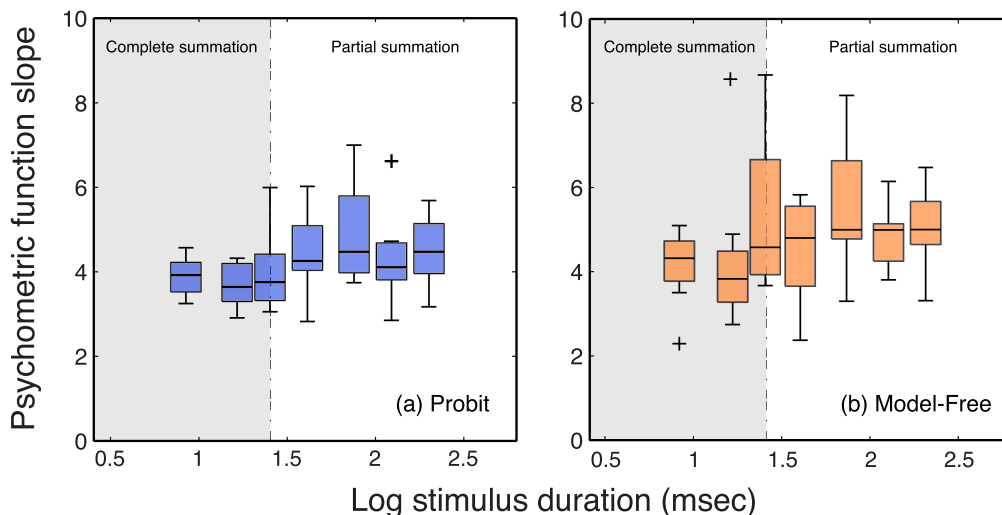 Psychometric function slope
10
8
6
4
2
0
Complete summation
Partial summation
(a) Probit
0.5
1
1.5
2
2.5
10
8
6
4
2
0
Complete summation
Partial summation
(b) Model-Free
0.5
1
1.5
2
2.5
Log stimulus duration (msec)